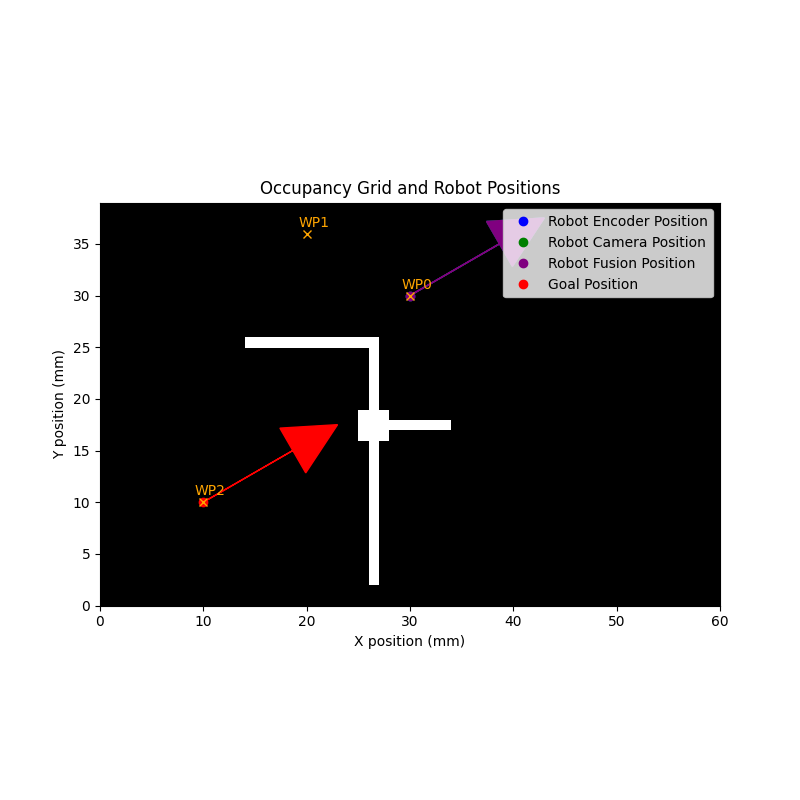 Occupancy Grid and Robot Positions
Robot Encoder Position
Robot Camera Position
Robot Fusion Position
Goal Position
WP1
WP0
WP2
35
30
25
20
15
10
5
0
Y position (mm)
0 10 20 30 40 50 60
X position (mm)